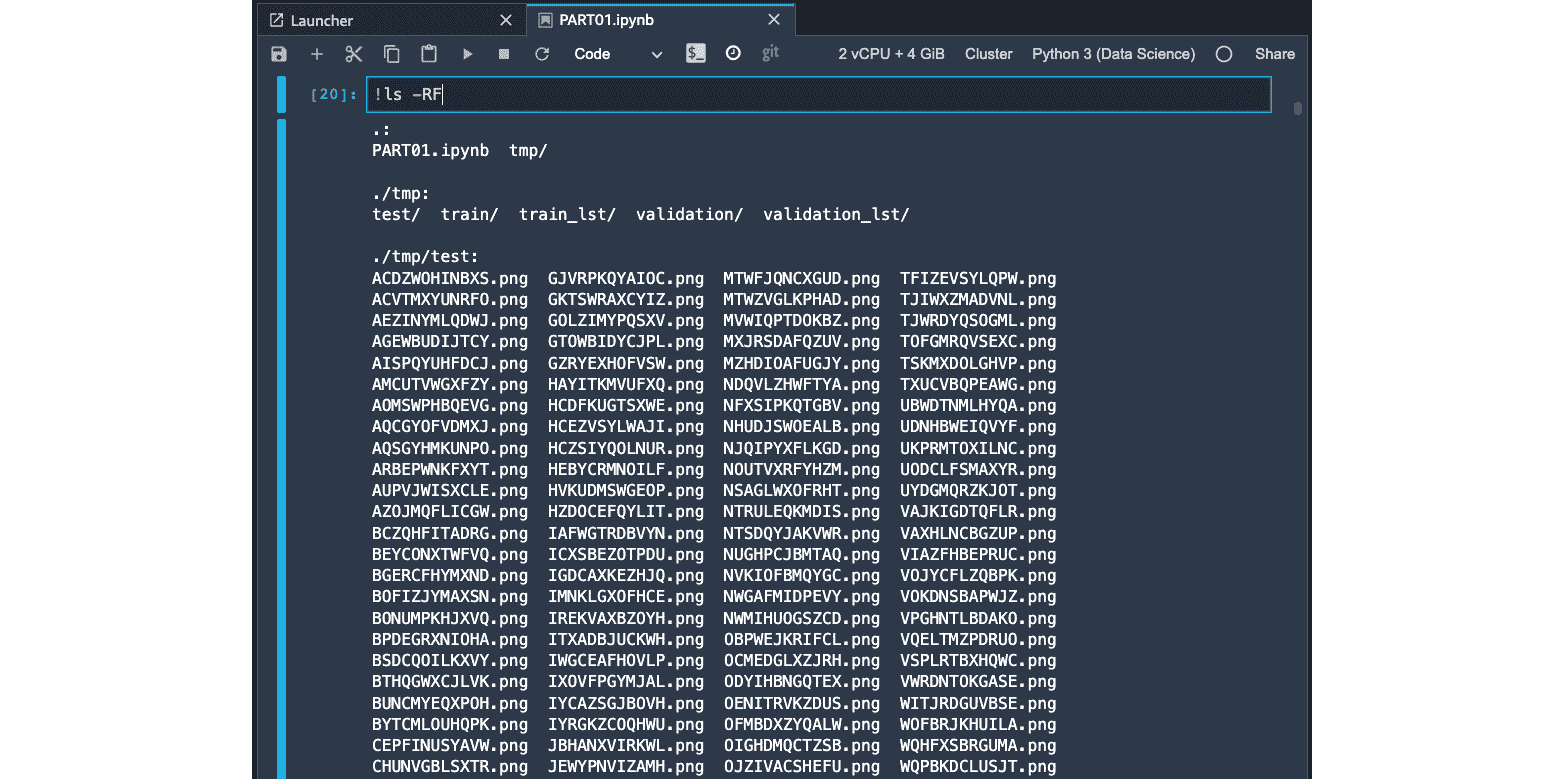 Launcher PART01.ipynb
Code $_ git 2 vCPU + 4 GiB Cluster Python 3 (Data Science) Share
[20]: !ls -RF
.:
PART01.ipynb  tmp/
./tmp:
test/  train/  train_lst/  validation/  validation_lst/
./tmp/test:
ACDZWOHINBXS.png  GJVRPKQYAIOC.png  MTWFJQNCXGUD.png  TFIZEVSYLQPW.png
ACVTMXYUNRFO.png  GKTSWRAXCYIZ.png  MTWZVGLKPHAD.png  TJIWXZMADVNL.png
AEZINYMLQDWJ.png  GOLZIMYPQSXV.png  MVWIQPTDOKBZ.png  TJWRDYQSOGML.png
AGEWBUDIJTCY.png  GTOWBIDYCJPL.png  MXJRSDAFQZUV.png  TOFGMRQVSEXC.png
AISPQYUHFDCJ.png  GZRYEXHOFVSW.png  MZHDIOAFUGJY.png  TSKMXDOLGHVP.png
AMCUTVWGXFZY.png  HAYITKMVUFXQ.png  NDQVLZHWFTYA.png  TXUCVBQPEAWG.png
AOMSWPHBQEVG.png  HCDFKUGTSXWE.png  NFXSIPKQTGBV.png  UBWDTNMLHYQA.png
AQCGYOFVDMXJ.png  HCEZVSYLWAJI.png  NHUDJSWOEALB.png  UDNHBWEIQVYF.png
AQSGYHMKUNPO.png  HCZSIYQOLNUR.png  NJQIPYXFLKGD.png  UKPRMTOXILNC.png
ARBEPWNKFXYT.png  HEBYCRMNOILF.png  NOUTVXRFYHZM.png  UODCLFSMAXYR.png
AUPVJWISXCLE.png  HVKUDMSWGEOP.png  NSAGLWXOFRHT.png  UYDGMQRZKJOT.png
AZOJMQFLICGW.png  HZDOCEFQYLIT.png  NTRULEQKMDIS.png  VAJKIGDTQFLR.png
BCZQHFITADRG.png  IAFWGTRDBVYN.png  NTSDQYJAKVWR.png  VAXHLNCBGZUP.png
BEYCONXTWFVQ.png  ICXSBEZOTPDU.png  NUGHPCJBMTAQ.png  VIAZFHBEPRUC.png
BGERCFHYMXND.png  IGDCAXKEZHJQ.png  NVKIOFBMQYGC.png  VOJYCFLZQBPK.png
BOFIZJYMAXSN.png  IMNKLGXOFHCE.png  NWGAFMIDPEVY.png  VOKDNSBAPWJZ.png
BONUMPKHJXVQ.png  IREKVAXBZOYH.png  NWMIHUOGSZCD.png  VPGHNTLBDAKO.png
BPDEGRXNIOHA.png  ITXADBJUCKWH.png  OBPWEJKRIFCL.png  VQELTMZPDRUO.png
BSDCQOILKXVY.png  IWGCEAFHOVLP.png  OCMEDGLXZJRH.png  VSPLRTBXHQWC.png
BTHQGWXCJLVK.png  IXOVFPGYMJAL.png  ODYIHBNGQTEX.png  VWRDNTOKGASE.png
BUNCMYEQXPOH.png  IYCAZSGJBOVH.png  OENITRVKZDUS.png  WITJRDGUVBSE.png
BYTCMLOUHQPK.png  IYRGKZCOQHWU.png  OFMBDXZYQALW.png  WOFBRJKHUILA.png
CEPFINUSYAVW.png  JBHANXVIRKWL.png  OIGHDMQCTZSB.png  WQHFXSBRGUMA.png
CHUNVGBLSXTR.png  JEWYPNVIZAMH.png  OJZIVACSHEFU.png  WQPBKDCLUSJT.png